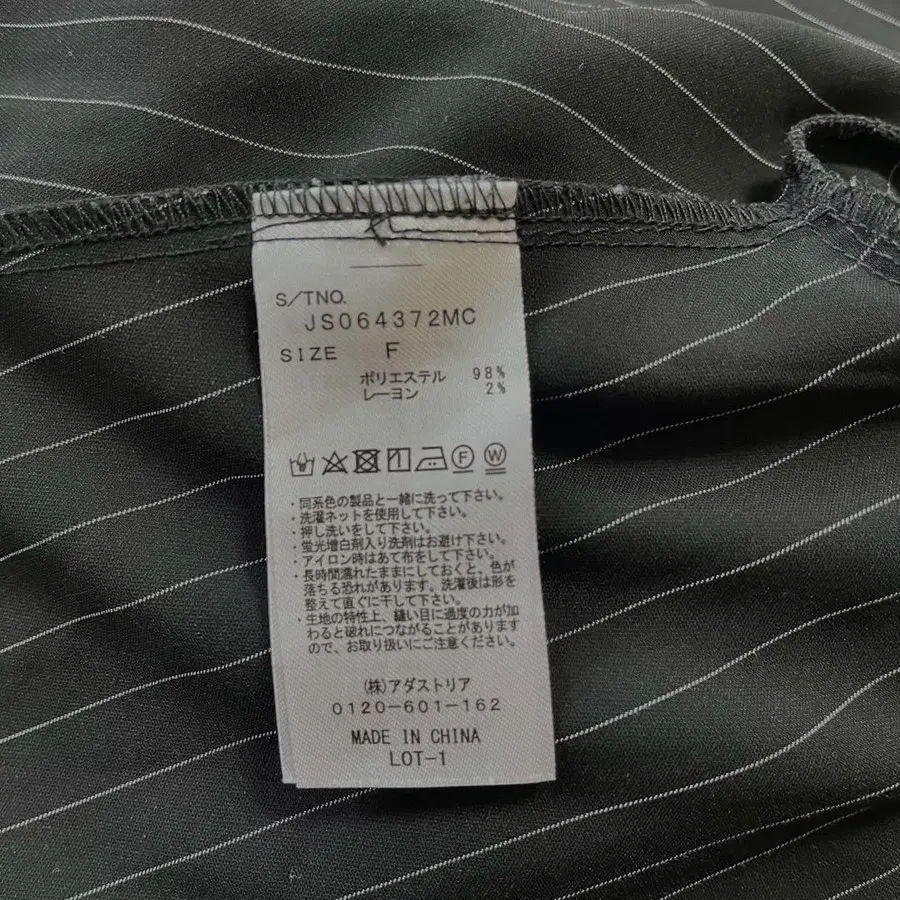 S/TNO.
JS064372MC
SIZE F
ポリエステル 98%
レーヨン 2%
F W
・同系色の製品と一緒に洗って下さい。
・洗濯ネットを使用して下さい。
・押し洗いをして下さい。
・蛍光増白剤入り洗剤はお避け下さい。
・アイロン時はあて布をして下さい。
・長時間濡れたままにしておくと、色が
落ちる恐れがあります。洗濯後は形を
整えて直ぐに干して下さい。
・生地の特性上、縫い目に過度の力が加
わると破れにつながることがあります
ので、お取り扱いにご注意ください。
(株)アダストリア
0120-601-162
MADE IN CHINA
LOT-1